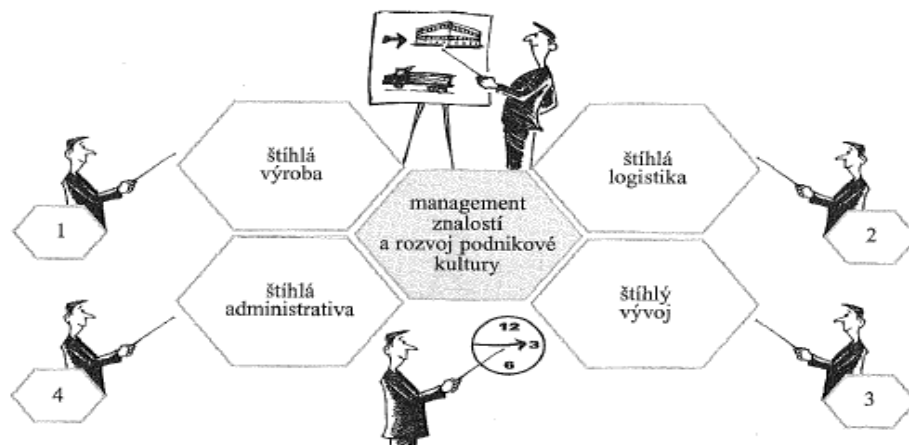 štíhlá
výroba
štíhlá
logistika
1
management
znalostí
a rozvoj podnikové
kultury
2
štíhlá
administrativa
štíhlý
vývoj
12
3
6
4
3